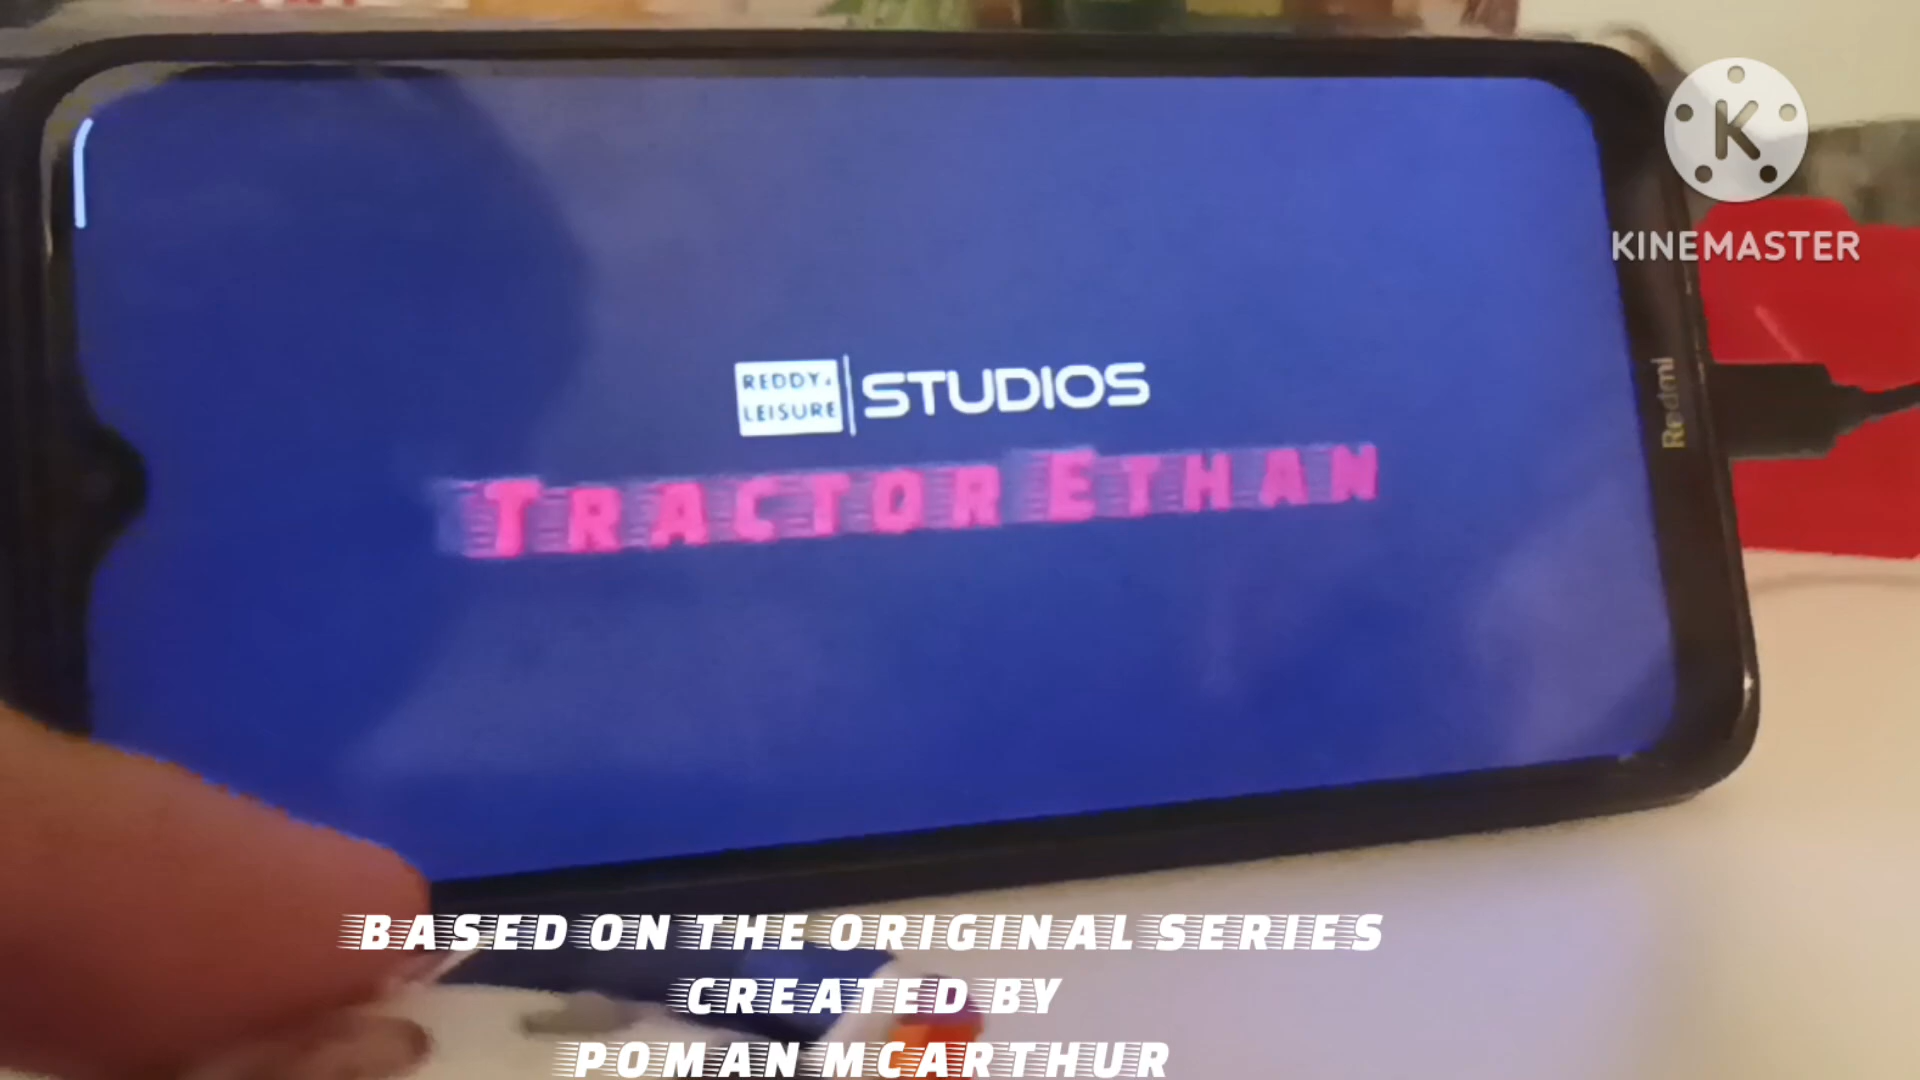 K
KINEMASTER
REDDY.
LEISURE
STUDIOS
TRACTOR ETHAN
Redmi
BASED ON THE ORIGINAL SERIES
CREATED BY
POMAN MCARTHUR